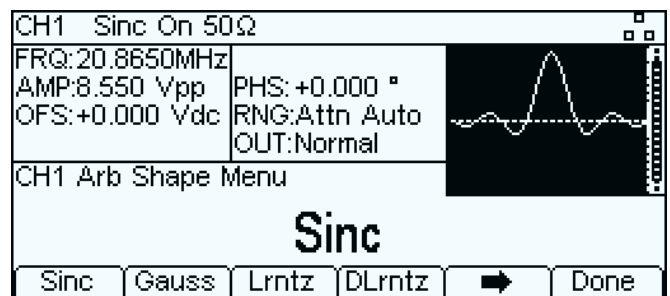 CH1 Sinc On 50Ω
FRQ:20.8650MHz
AMP:8.550 Vpp PHS:+0.000 °
OFS:+0.000 Vdc RNG:Attn Auto
OUT:Normal
CH1 Arb Shape Menu
Sinc
Sinc Gauss Lrntz DLrntz ➡ Done